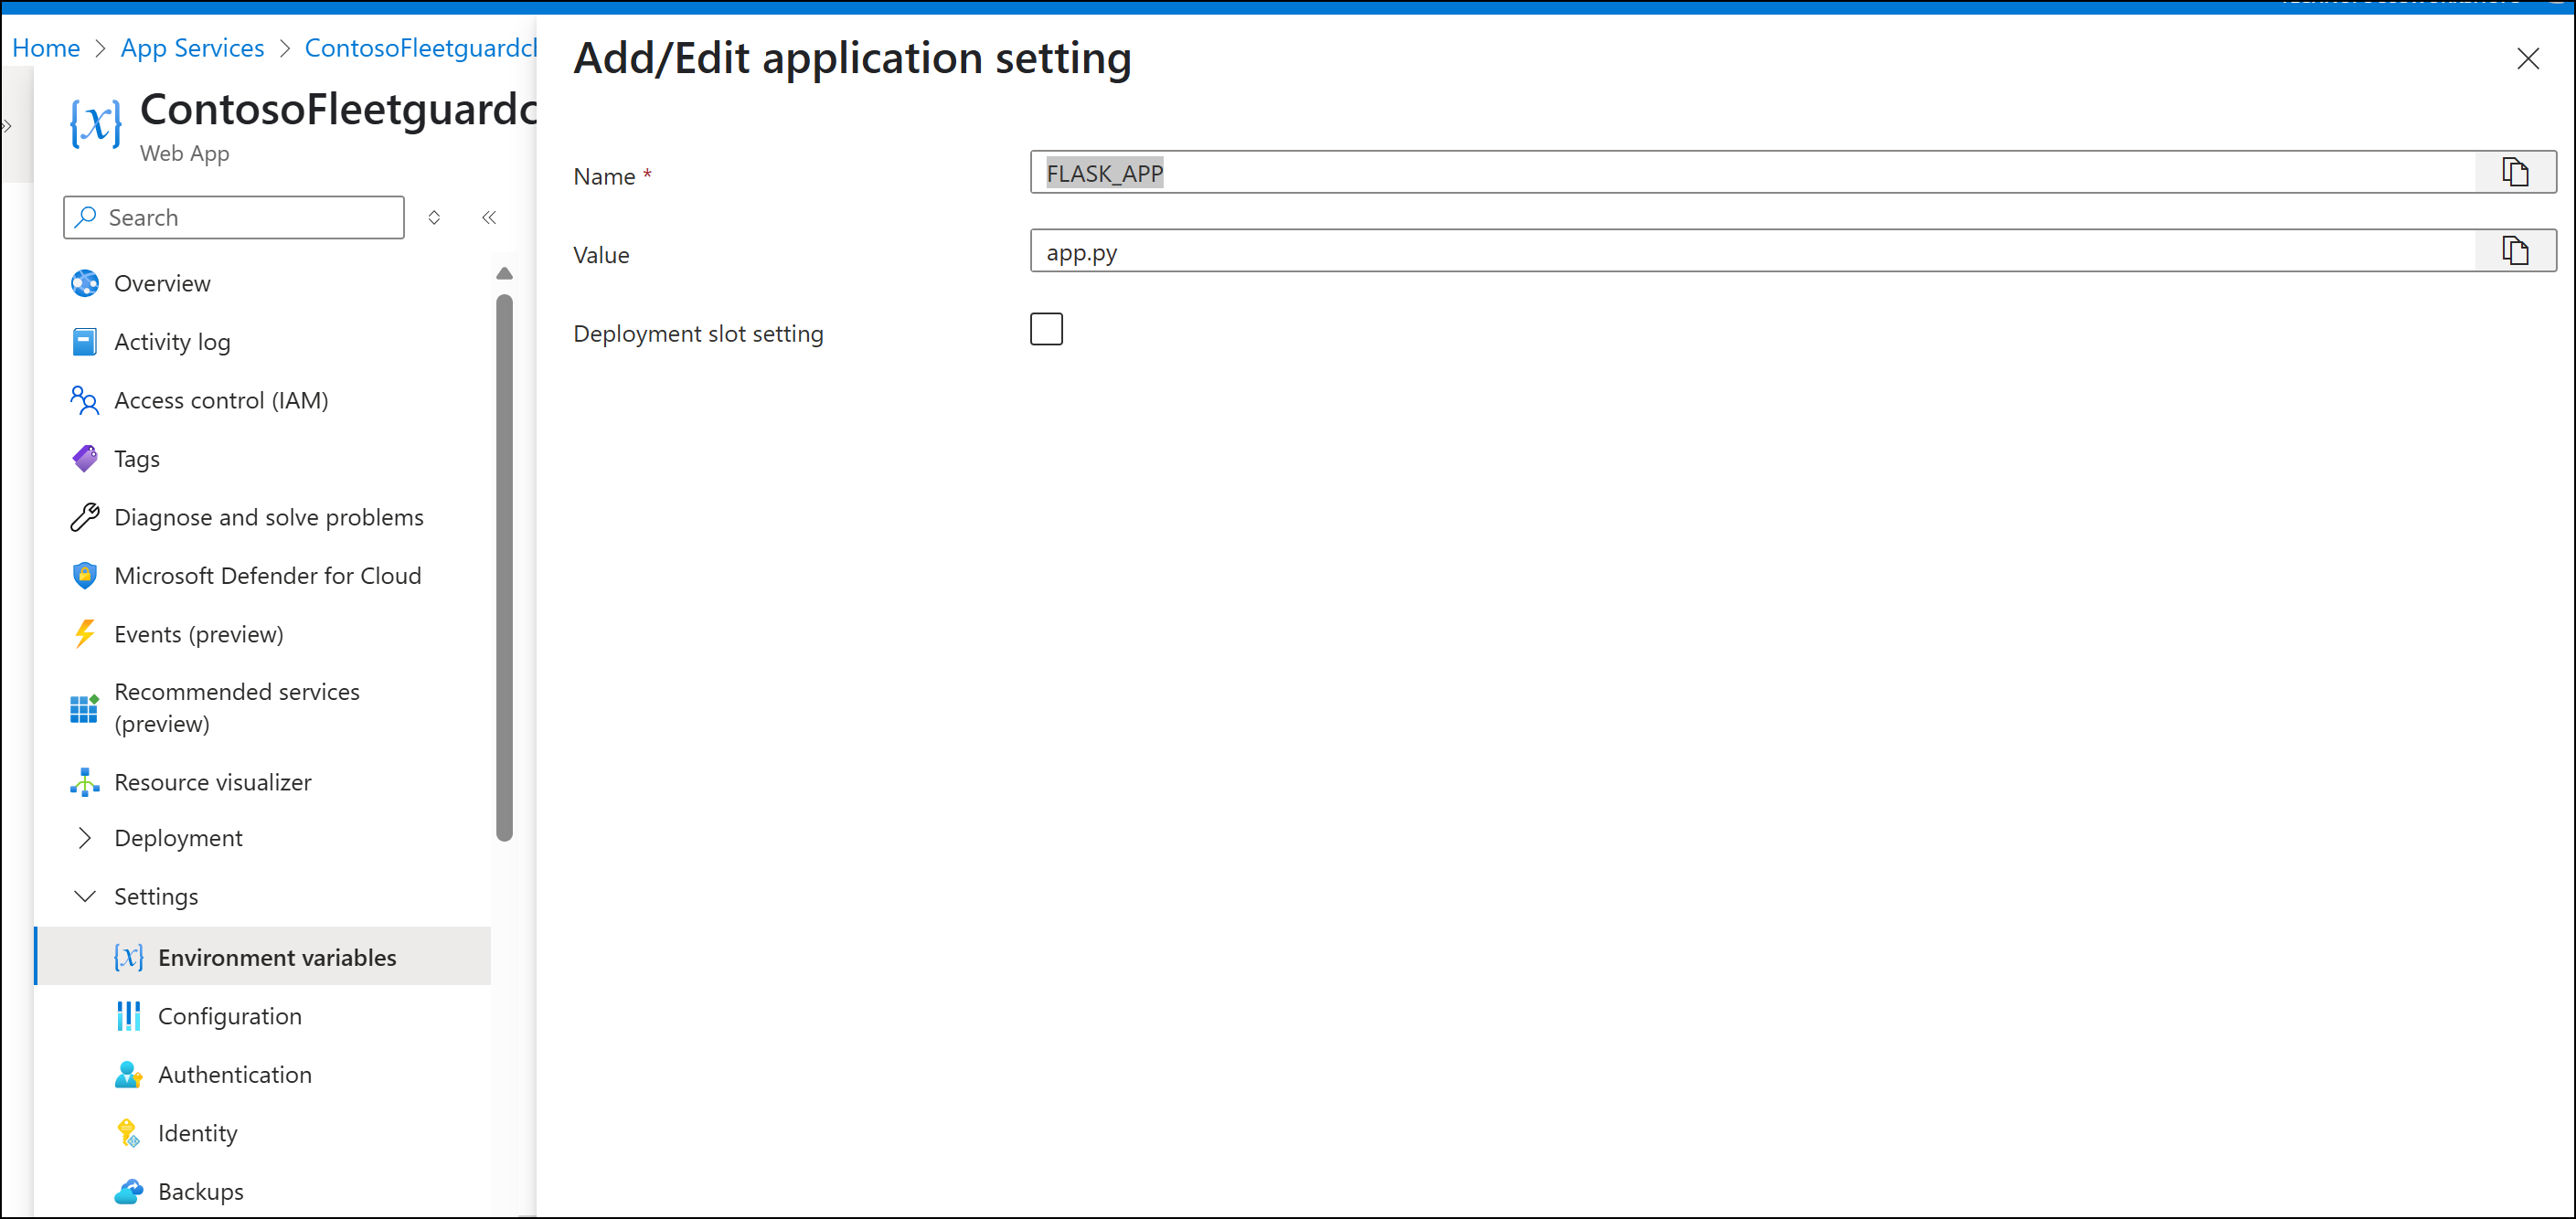 Home > App Services > ContosoFleetguardc
Add/Edit application setting
ContosoFleetguardc
Web App
Search
Overview
Activity log
Access control (IAM)
Tags
Diagnose and solve problems
Microsoft Defender for Cloud
Events (preview)
Recommended services
(preview)
Resource visualizer
Deployment
Settings
Environment variables
Configuration
Authentication
Identity
Backups
Name *
FLASK_APP
Value
app.py
Deployment slot setting